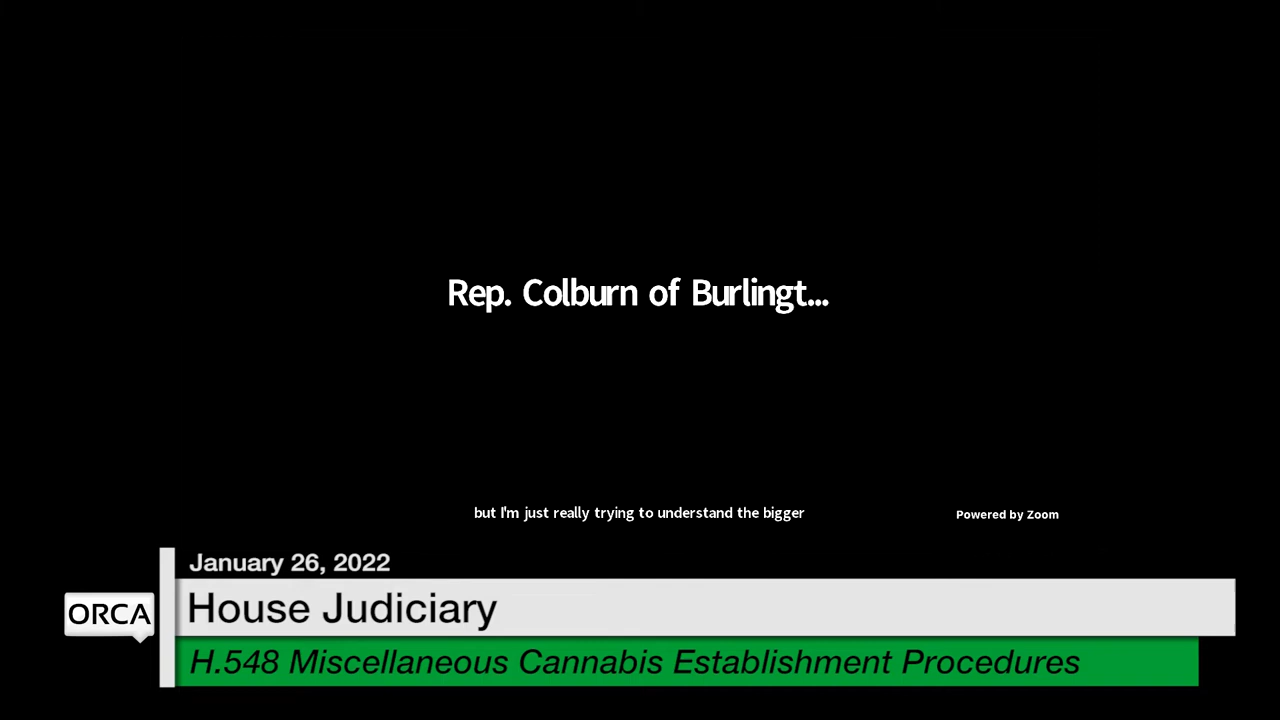 Rep. Colburn of Burlingt...
but I'm just really trying to understand the bigger
Powered by Zoom
January 26, 2022
ORCA
House Judiciary
H.548 Miscellaneous Cannabis Establishment Procedures